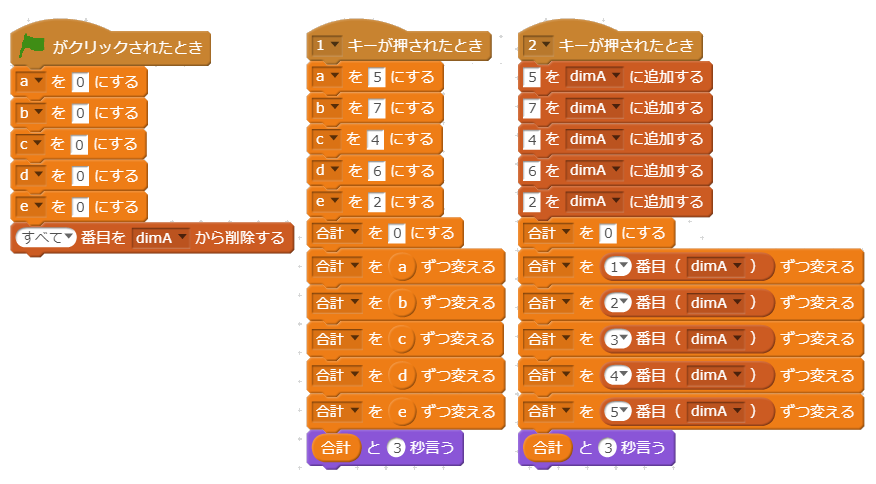 がクリックされたとき
a を 0 にする
b を 0 にする
c を 0 にする
d を 0 にする
e を 0 にする
すべて 番目を dimA から削除する
1 キーが押されたとき
a を 5 にする
b を 7 にする
c を 4 にする
d を 6 にする
e を 2 にする
合計 を 0 にする
合計 を a ずつ変える
合計 を b ずつ変える
合計 を c ずつ変える
合計 を d ずつ変える
合計 を e ずつ変える
合計 と 3 秒言う
2 キーが押されたとき
5 を dimA に追加する
7 を dimA に追加する
4 を dimA に追加する
6 を dimA に追加する
2 を dimA に追加する
合計 を 0 にする
合計 を 1 番目 ( dimA ) ずつ変える
合計 を 2 番目 ( dimA ) ずつ変える
合計 を 3 番目 ( dimA ) ずつ変える
合計 を 4 番目 ( dimA ) ずつ変える
合計 を 5 番目 ( dimA ) ずつ変える
合計 と 3 秒言う